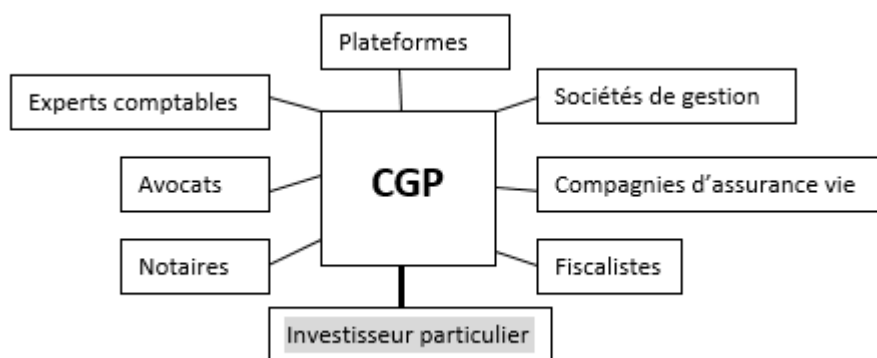 Plateformes
Experts comptables
Sociétés de gestion
CGP
Avocats
Compagnies d’assurance vie
Notaires
Fiscalistes
Investisseur particulier